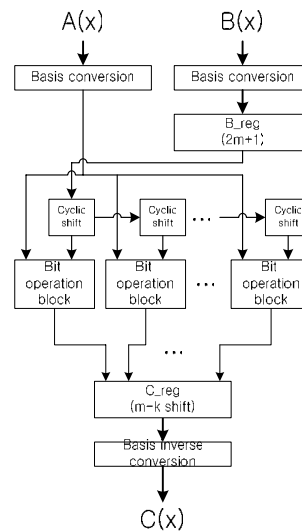 A(x) B(x)
Basis conversion Basis conversion
B_reg
(2m+1)
Cyclic Cyclic ... Cyclic
shift shift shift
Bit Bit Bit
operation operation ... operation
block block block
...
C_reg
(m-k shift)
Basis inverse
conversion
C(x)